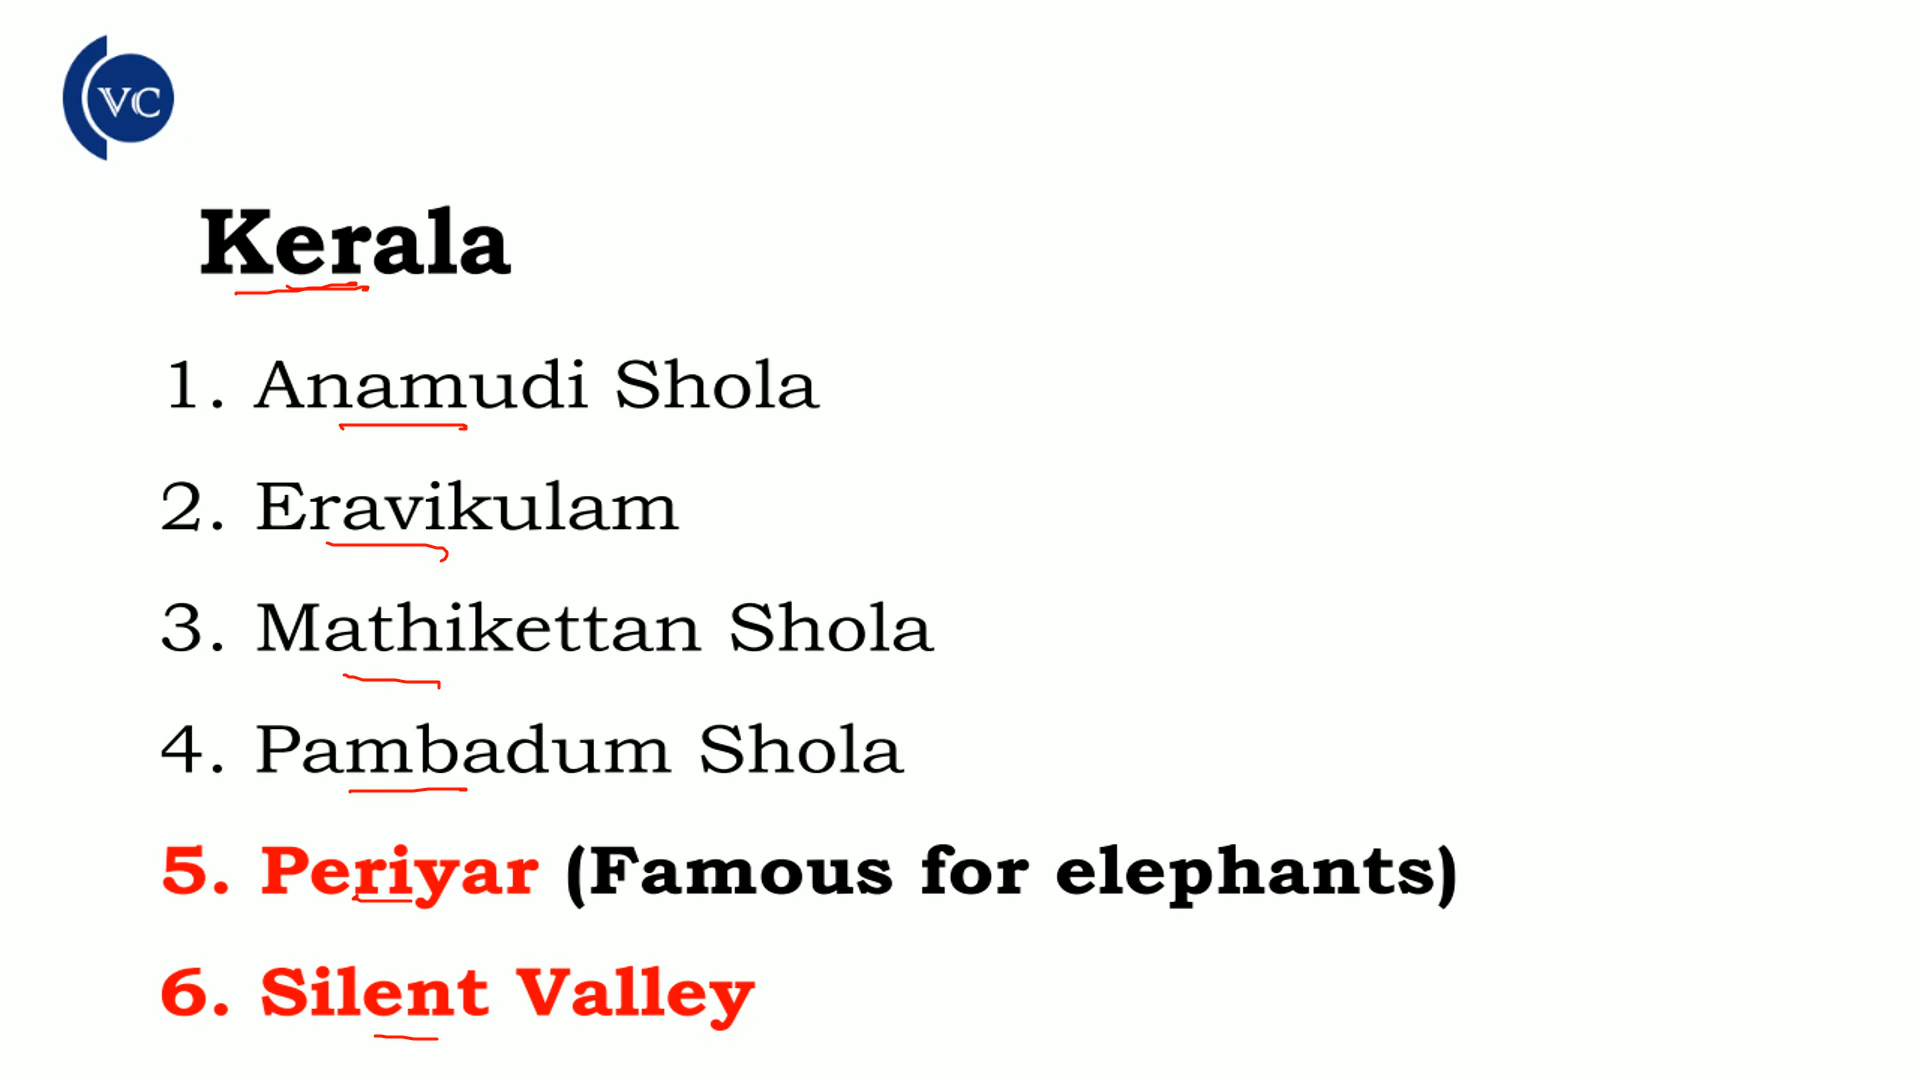 VC
Kerala
1. Anamudi Shola
2. Eravikulam
3. Mathikettan Shola
4. Pambadum Shola
5. Periyar (Famous for elephants)
6. Silent Valley